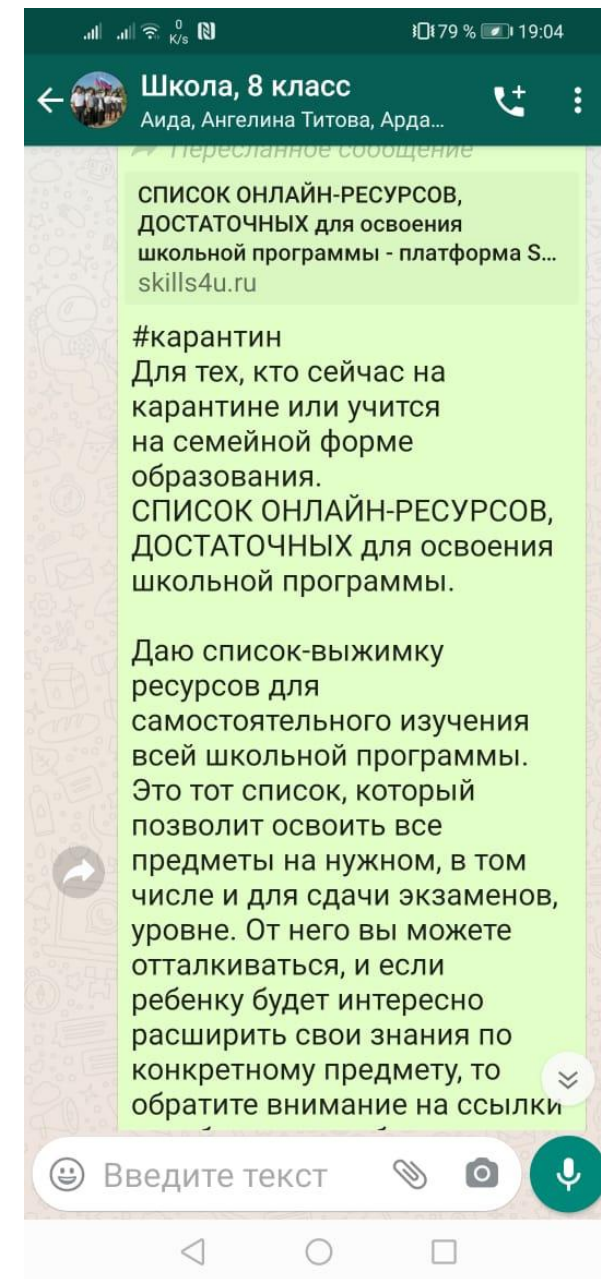 0
K/s
79 % 19:04
Школа, 8 класс
Аида, Ангелина Титова, Арда...
Пересланное сообщение
СПИСОК ОНЛАЙН-РЕСУРСОВ,
ДОСТАТОЧНЫХ для освоения
школьной программы - платформа S...
skills4u.ru
#карантин
Для тех, кто сейчас на
карантине или учится
на семейной форме
образования.
СПИСОК ОНЛАЙН-РЕСУРСОВ,
ДОСТАТОЧНЫХ для освоения
школьной программы.
Даю список-выжимку
ресурсов для
самостоятельного изучения
всей школьной программы.
Это тот список, который
позволит освоить все
предметы на нужном, в том
числе и для сдачи экзаменов,
уровне. От него вы можете
отталкиваться, и если
ребенку будет интересно
расширить свои знания по
конкретному предмету, то
обратите внимание на ссылки
Введите текст